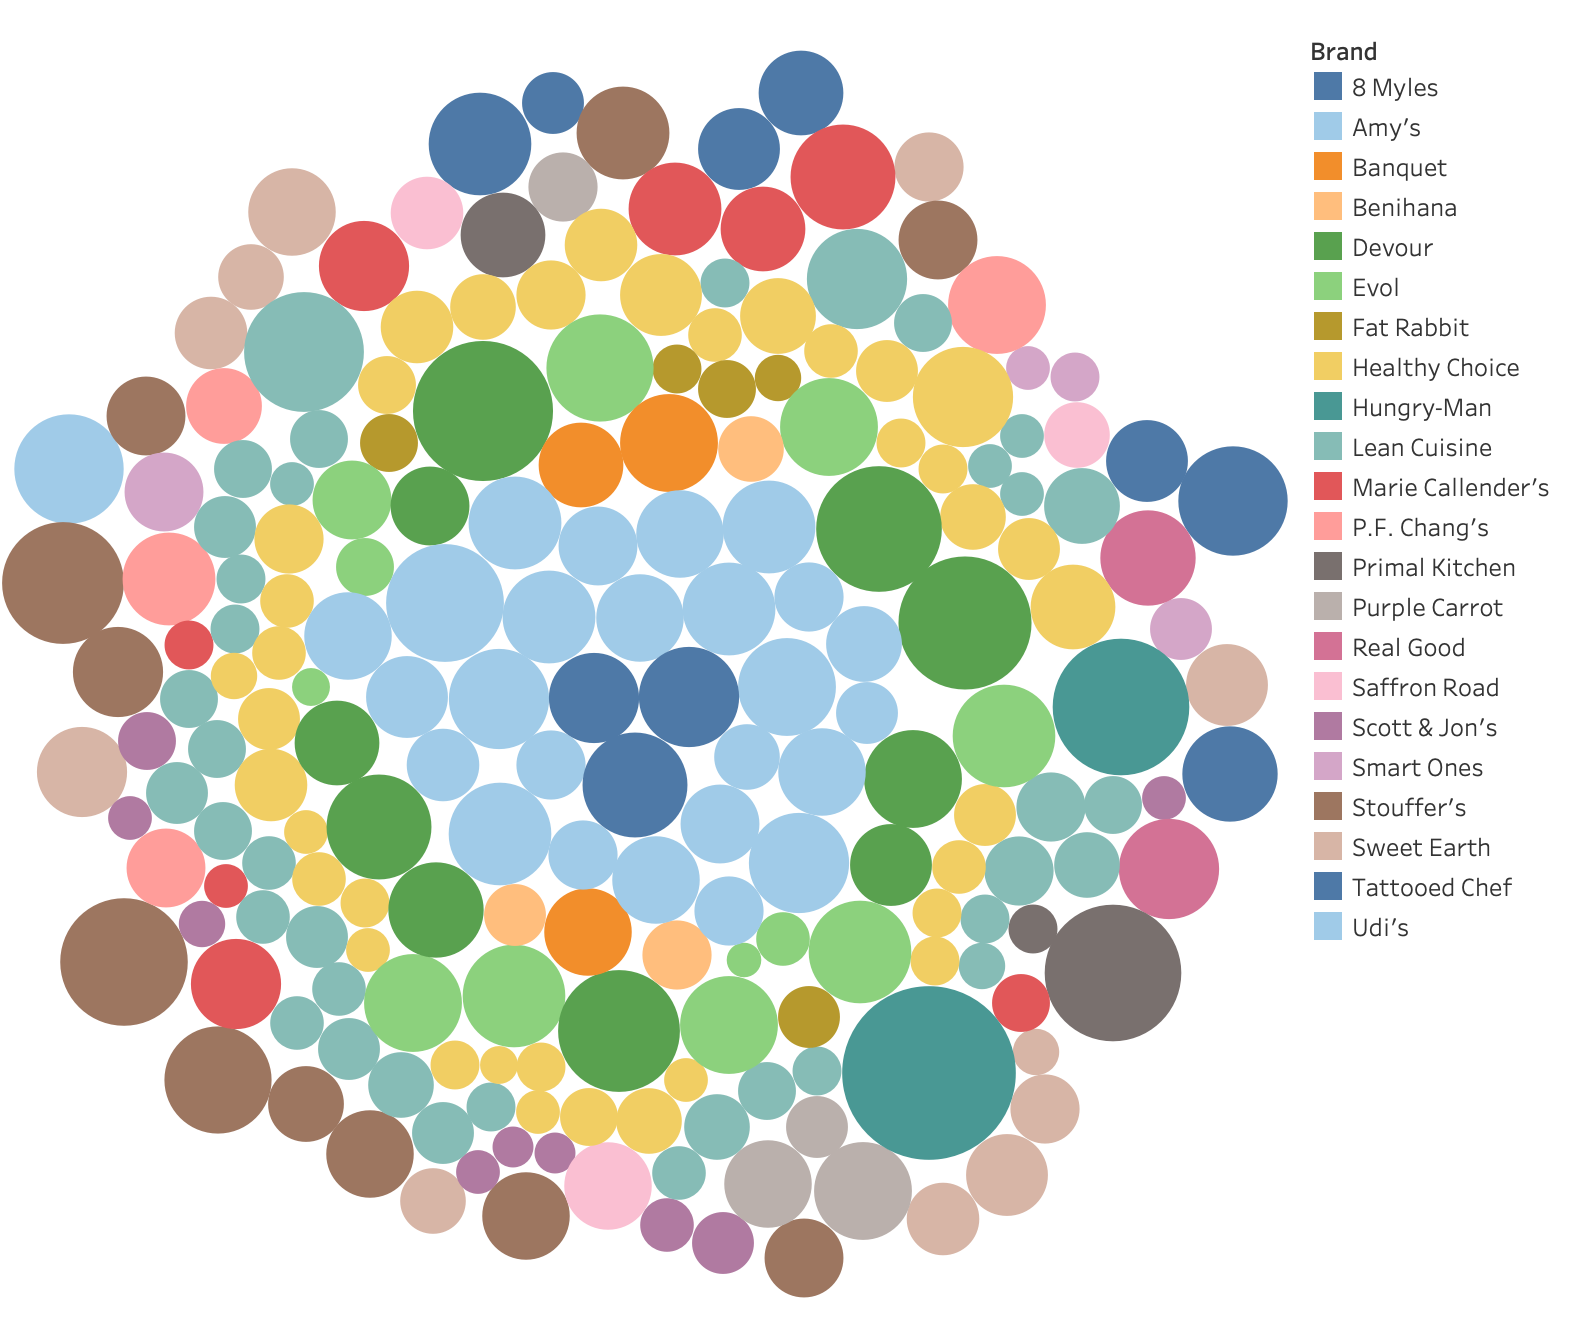 Brand
8 Myles
Amy's
Banquet
Benihana
Devour
Evol
Fat Rabbit
Healthy Choice
Hungry-Man
Lean Cuisine
Marie Callender's
P.F. Chang's
Primal Kitchen
Purple Carrot
Real Good
Saffron Road
Scott & Jon's
Smart Ones
Stouffer's
Sweet Earth
Tattooed Chef
Udi's